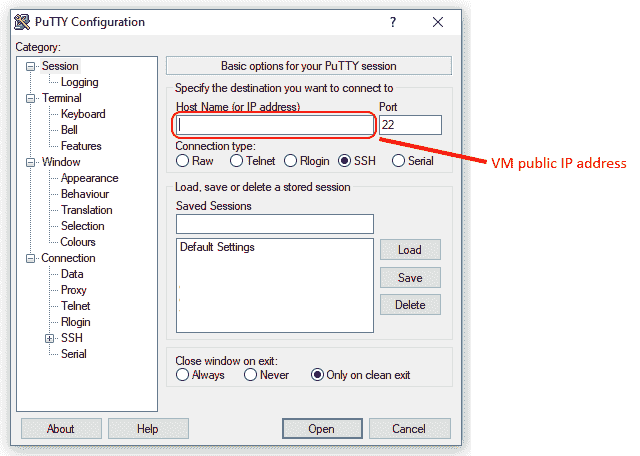 PuTTY Configuration
?
Category:
Session
Logging
Terminal
Keyboard
Bell
Features
Window
Appearance
Behaviour
Translation
Selection
Colours
Connection
Data
Proxy
Telnet
Rlogin
SSH
Serial
Basic options for your PuTTY session
Specify the destination you want to connect to
Host Name (or IP address) Port
22
Connection type:
Raw Telnet Rlogin SSH Serial
VM public IP address
Load, save or delete a stored session
Saved Sessions
Default Settings
Load
Save
Delete
Close window on exit:
Always Never Only on clean exit
About Help Open Cancel